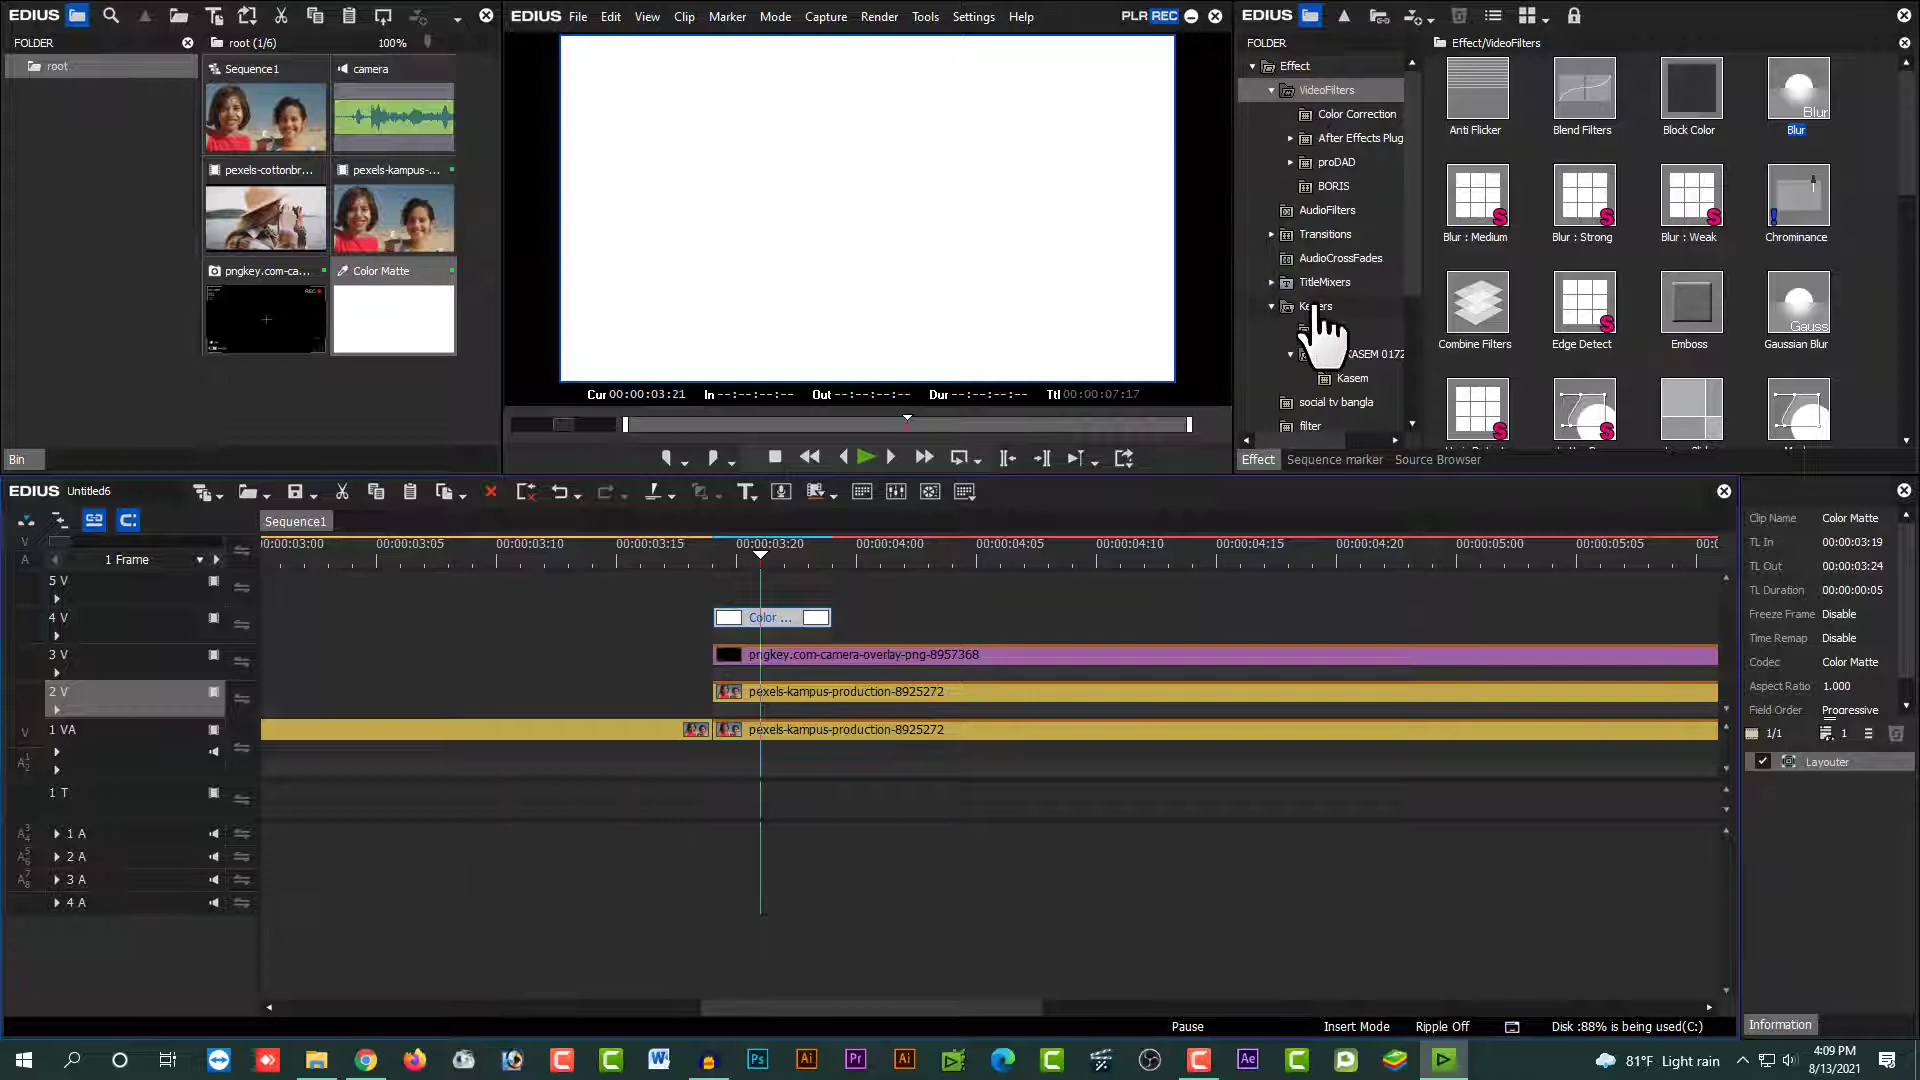 EDIUS
FOLDER
root
root (1/6)
100%
Sequence1
camera
pexels-cottonbr...
pexels-kampus-...
pngkey.com-ca...
Color Matte
Bin
EDIUS File Edit View Clip Marker Mode Capture Render Tools Settings Help
PLR REC
Cur 00:00:03:21 In --:--:--:-- Out --:--:--:-- Dur --:--:--:-- Ttl 00:00:07:17
EDIUS
FOLDER
Effect
VideoFilters
Color Correction
After Effects Plug
proDAD
BORIS
AudioFilters
Transitions
AudioCrossFades
TitleMixers
KASEM 0172
Kasem
social tv bangla
filter
Effect/VideoFilters
Anti Flicker
Blend Filters
Block Color
Blur
Blur
Blur : Medium
Blur : Strong
Blur : Weak
Chrominance
Combine Filters
Edge Detect
Emboss
Gauss
Gaussian Blur
Effect Sequence marker Source Browser
EDIUS Untitled6
Sequence1
00:00:03:00 00:00:03:05 00:00:03:10 00:00:03:15 00:00:03:20 00:00:04:00 00:00:04:05 00:00:04:10 00:00:04:15 00:00:04:20 00:00:05:00 00:00:05:05
V
A
1 Frame
5 V
4 V
Color ...
3 V
pngkey.com-camera-overlay-png-8957368
2 V
pexels-kampus-production-8925272
V
1 VA
pexels-kampus-production-8925272
1 T
1 A
2 A
3 A
4 A
Clip Name Color Matte
TL In 00:00:03:19
TL Out 00:00:03:24
TL Duration 00:00:00:05
Freeze Frame Disable
Time Remap Disable
Codec Color Matte
Aspect Ratio 1.000
Field Order Progressive
1/1
1
Layouter
Information
Pause
Insert Mode
Ripple Off
Disk :88% is being used(C:)
81°F Light rain
4:09 PM
8/13/2021